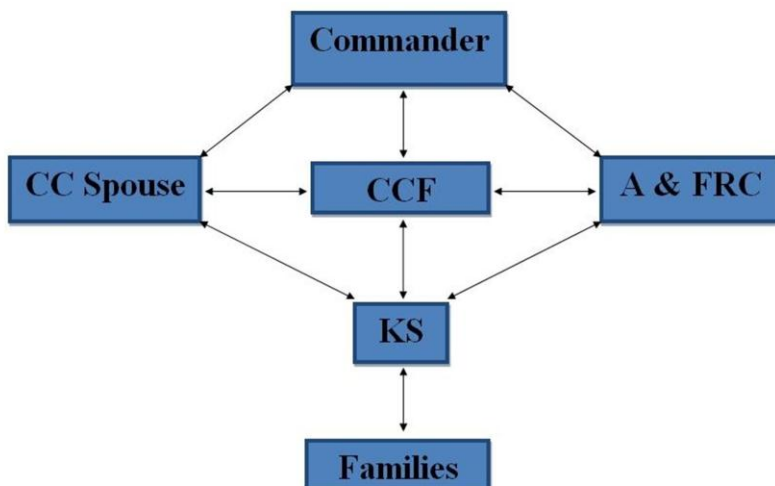 Commander
CC Spouse
CCF
A & FRC
KS
Families